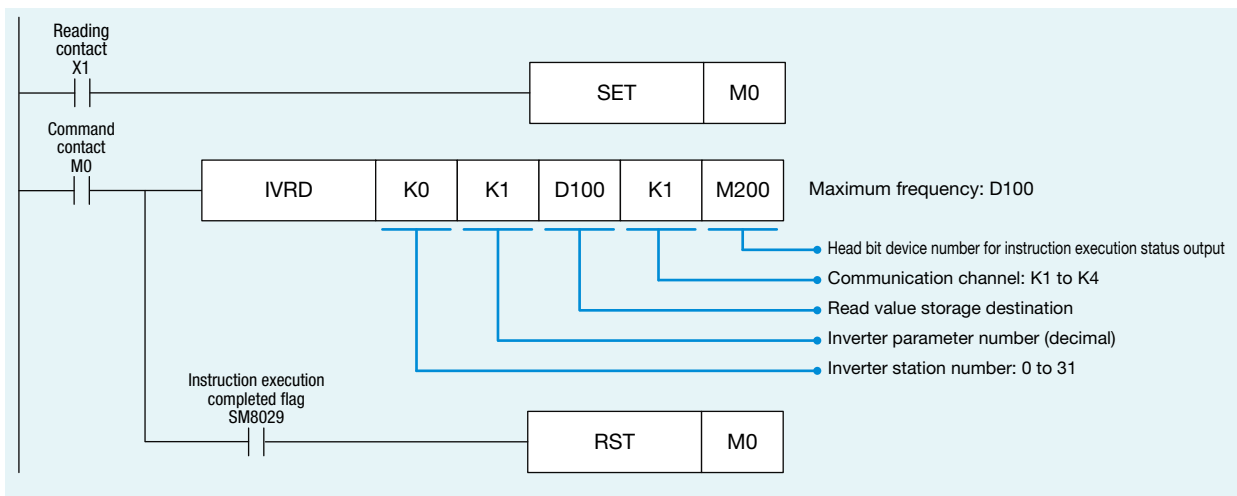 Reading
contact
X1
SET M0
Command
contact
M0
IVRD K0 K1 D100 K1 M200 Maximum frequency: D100
Head bit device number for instruction execution status output
Communication channel: K1 to K4
Read value storage destination
Inverter parameter number (decimal)
Inverter station number: 0 to 31
Instruction execution
completed flag
SM8029
RST M0